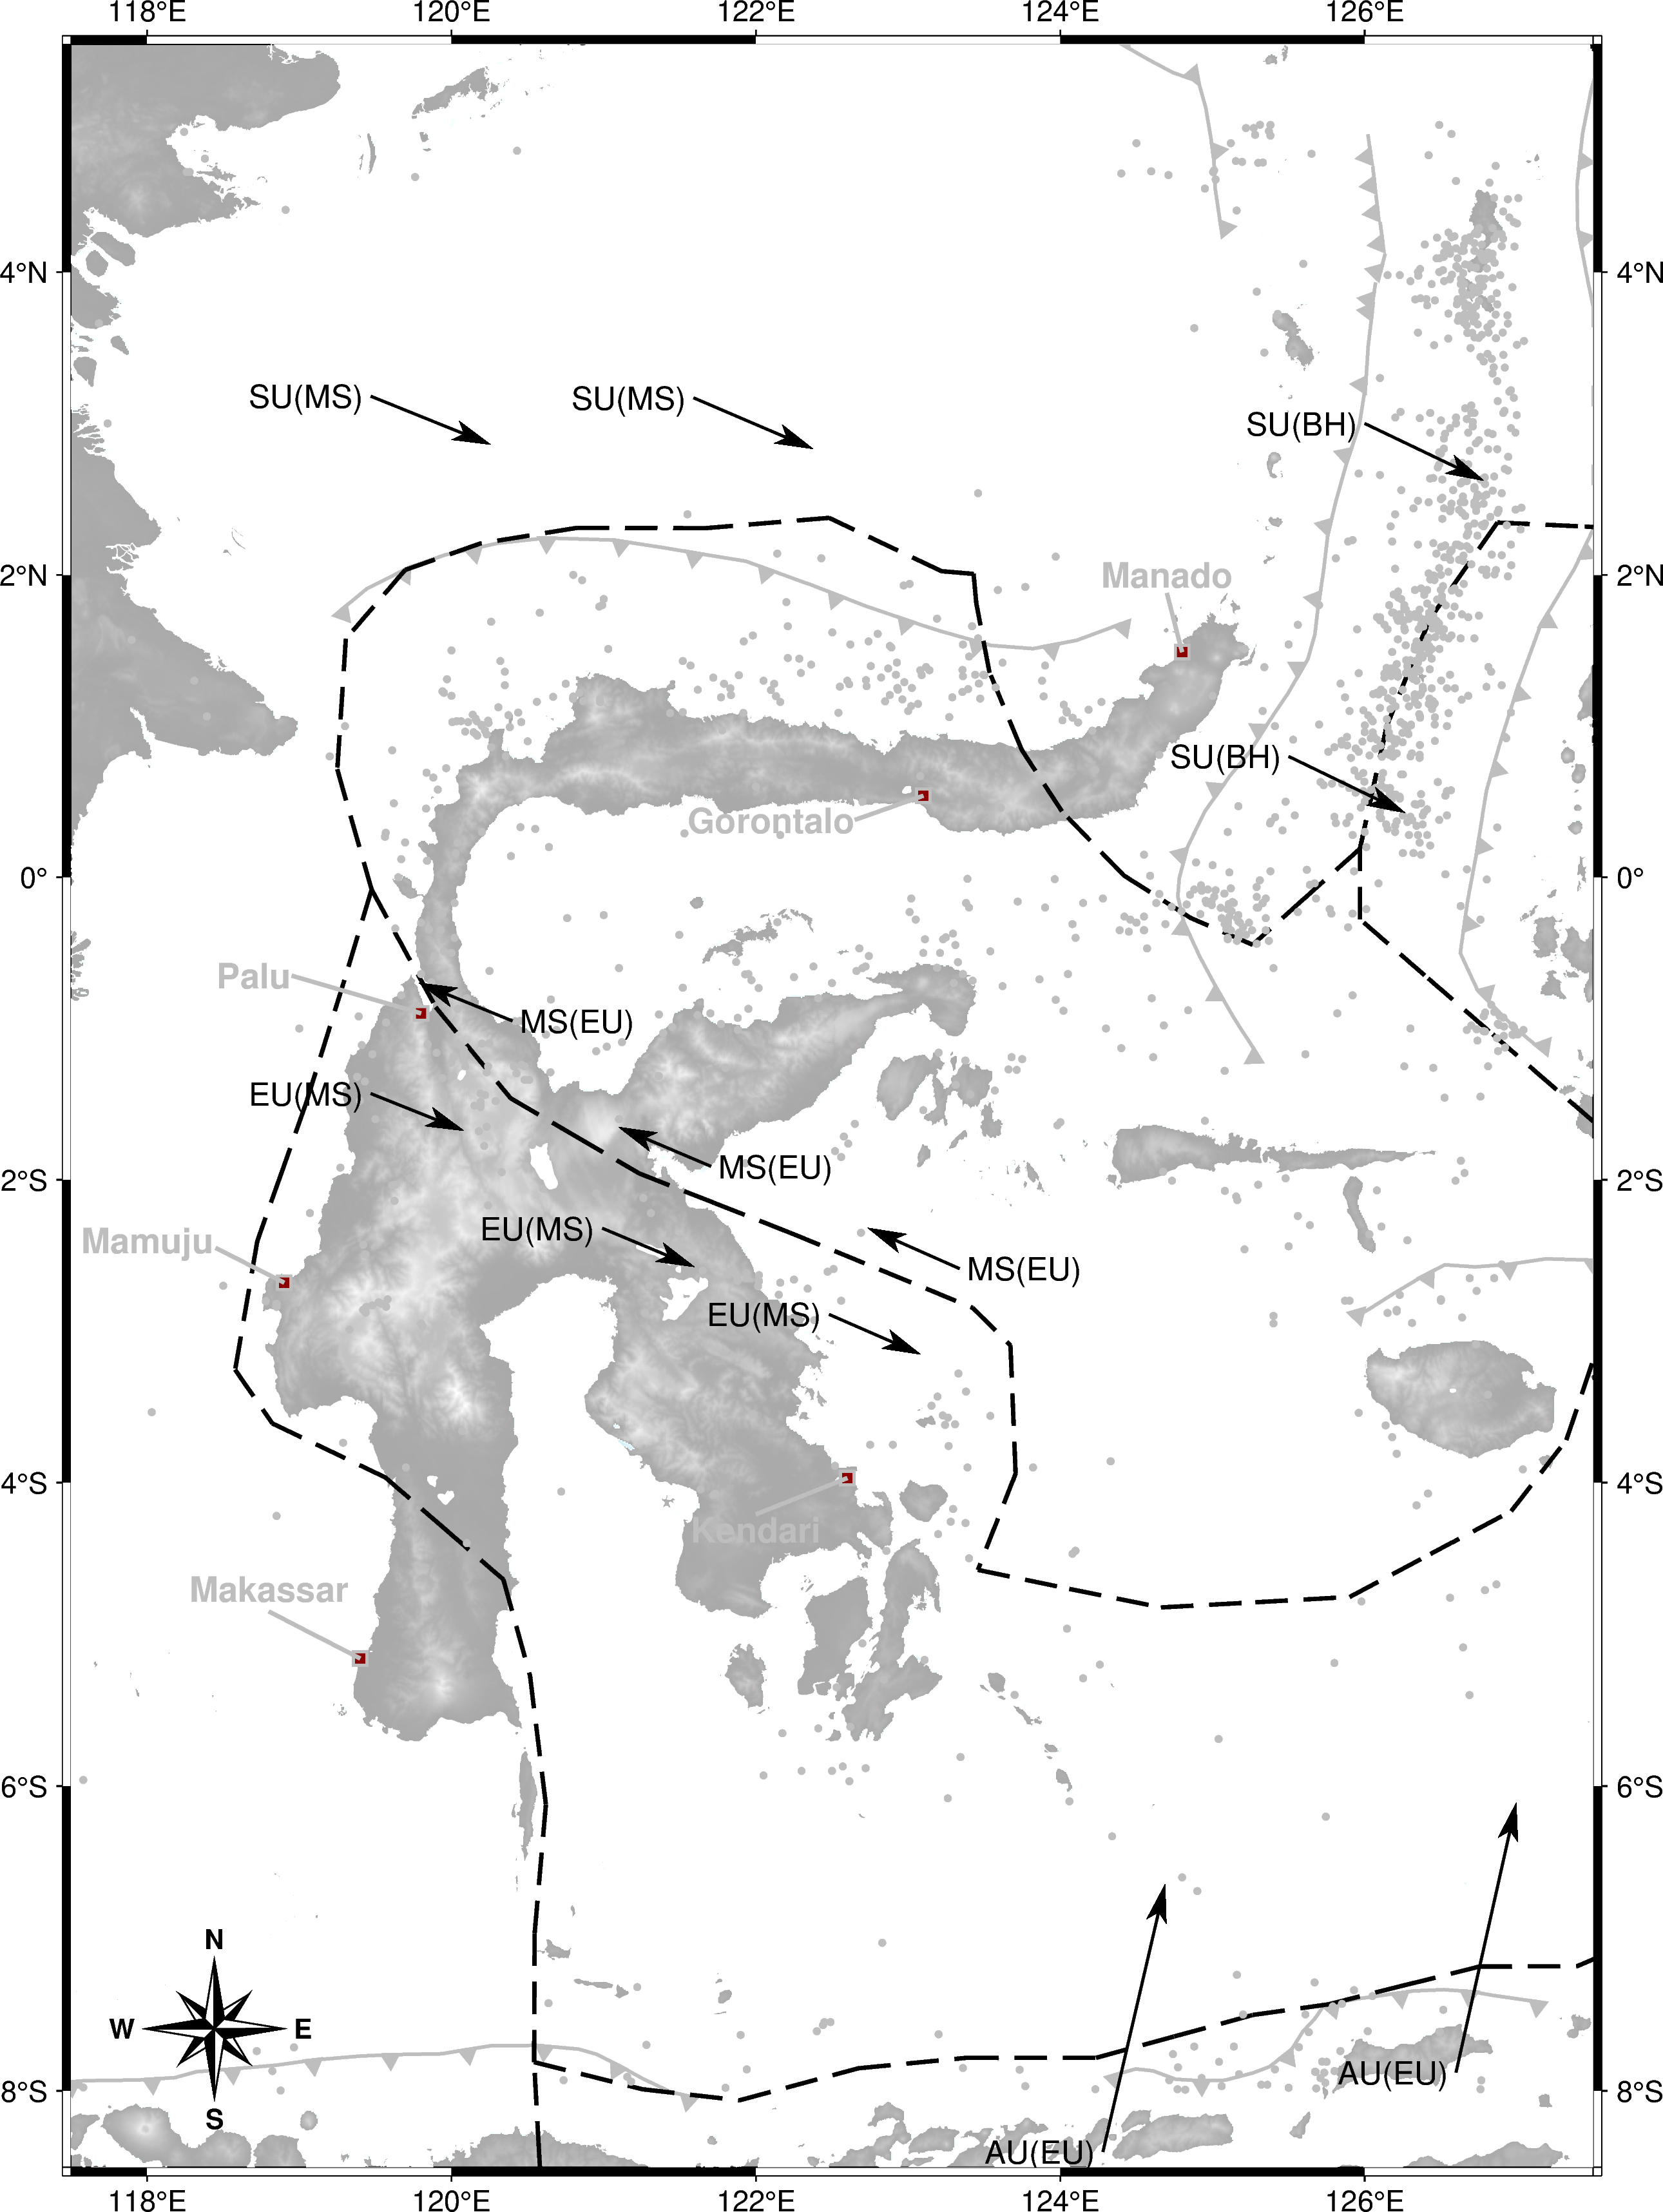 118°E 120°E 122°E 124°E 126°E
4°N 4°N
SU(MS) SU(MS)
SU(BH)
2°N Manado 2°N
SU(BH)
Gorontalo
0° 0°
Palu
MS(EU)
EU(MS)
MS(EU)
2°S 2°S
EU(MS)
Mamuju
MS(EU)
EU(MS)
4°S 4°S
Kendari
Makassar
6°S 6°S
N
W E
AU(EU)
8°S 8°S
S
AU(EU)
118°E 120°E 122°E 124°E 126°E